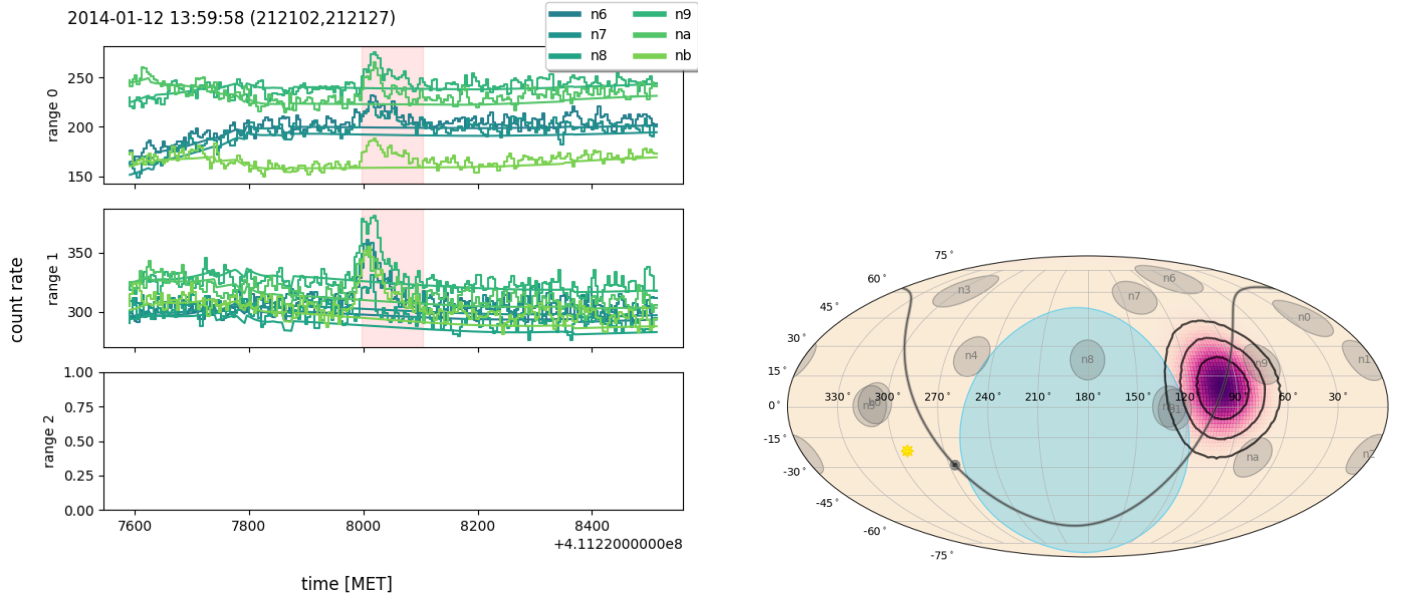 2014-01-12 13:59:58 (212102,212127)
n6 n9
n7 na
n8 nb
count rate
range 0
250
200
150
range 1
350
300
range 2
1.00
0.75
0.50
0.25
0.00
7600 7800 8000 8200 8400
+4.1122000000e8
time [MET]
75°
60°
45°
30°
15°
0°
-15°
-30°
-45°
-60°
-75°
330° 300° 270° 240° 210° 180° 150° 120° 90° 60° 30°
n6
n3
n7
n0
n4
n8
n9
n1
n5
na
n2